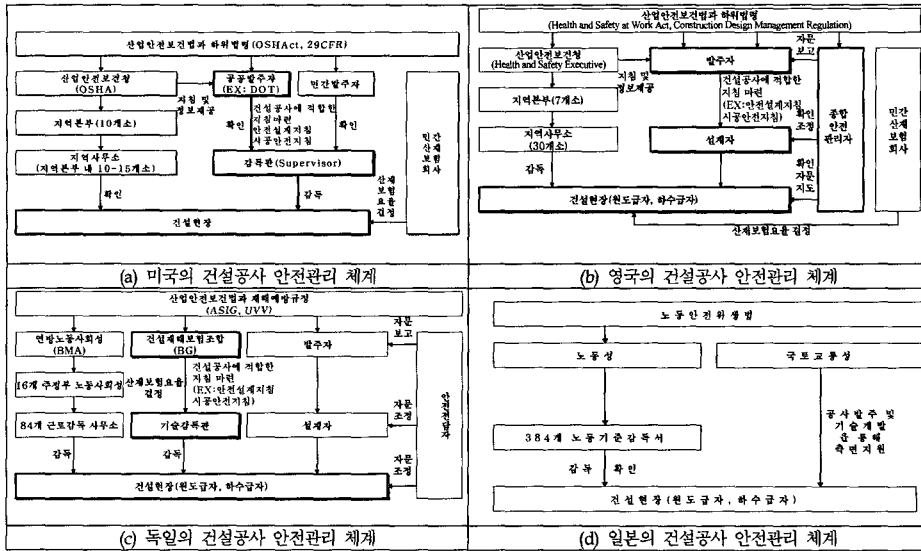 산업안전보건법과 하위법령(OSHAct, 29CFR)
산업안전보건청
(OSHA)
지침 및
정보제공
공공발주자
(EX: DOT)
민간발주자
지역본부(10개소)
확인
건설공사에 적합한
지침마련
안전설계지침
시공안전지침
확인
지역사무소
(지역본부 내 10-15개소)
감독관(Supervisor)
민간
산재
보험
회사
산재
보험
요율
결정
확인
감독
건설현장
(a) 미국의 건설공사 안전관리 체계
산업안전보건법과 하위법령
(Health and Safety at Work Act, Construction Design Management Regulation)
산업안전보건청
(Health and Safety Executive)
발주자
자문
보고
지침 및
정보제공
건설공사에 적합한
지침 마련
(EX:안전설계지침
시공안전지침)
지역본부(7개소)
확인
조정
종합
안전
관리자
민간
산재
보험
회사
지역사무소
(30개소)
설계자
감독
확인
자문
지도
건설현장(원도급자, 하수급자)
산재보험요율 결정
(b) 영국의 건설공사 안전관리 체계
산업안전보건법과 재해예방규정
(ASIG, UVV)
연방노동사회성
(BMA)
건설재해보험조합
(BG)
발주자
자문
보고
16개 주정부 노동사회성
산재보험요율
결정
건설공사에 적합한
지침 마련
(EX:안전설계지침
시공안전지침)
안전전담자
84개 근로감독 사무소
기술감독관
설계자
자문
조정
감독
감독
자문
조정
건설현장(원도급자, 하수급자)
(c) 독일의 건설공사 안전관리 체계
노동안전위생법
노동성
국토교통성
384개 노동기준감독서
공사발주 및
기술개발
을 통해
측면지원
감독
확인
건설현장(원도급자, 하수급자)
(d) 일본의 건설공사 안전관리 체계